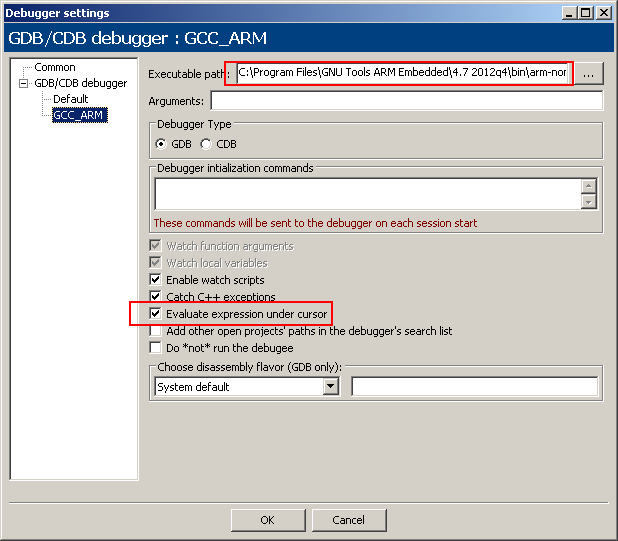 Debugger settings
GDB/CDB debugger : GCC_ARM
Common
GDB/CDB debugger
Default
GCC_ARM
Executable path: C:\Program Files\GNU Tools ARM Embedded\4.7 2012q4\bin\arm-nor ...
Arguments:
Debugger Type
GDB CDB
Debugger intialization commands
These commands will be sent to the debugger on each session start
Watch function arguments
Watch local variables
Enable watch scripts
Catch C++ exceptions
Evaluate expression under cursor
Add other open projects' paths in the debugger's search list
Do *not* run the debugee
Choose disassembly flavor (GDB only):
System default
OK Cancel